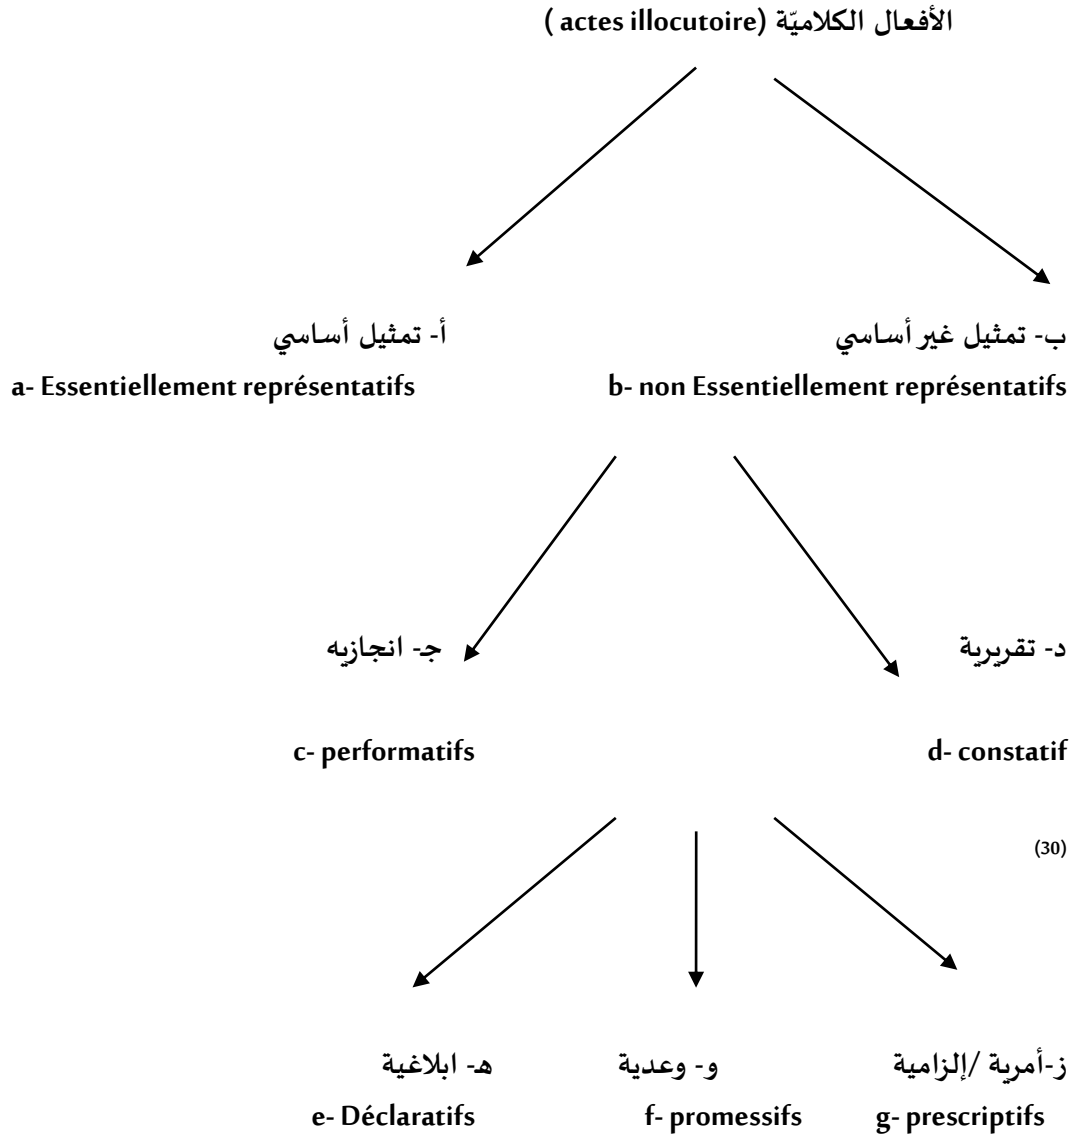 الأفعال الكلاميّة (actes illocutoire )
أ- تمثيل أساسي
a- Essentiellement représentatifs
ب- تمثيل غير أساسي
b- non Essentiellement représentatifs
ج- انجازيه
c- performatifs
د- تقريرية
d- constatif
(30)
هـ- ابلاغية
e- Déclaratifs
و- وعدية
f- promessifs
ز-أمرية /إلزامية
g- prescriptifs